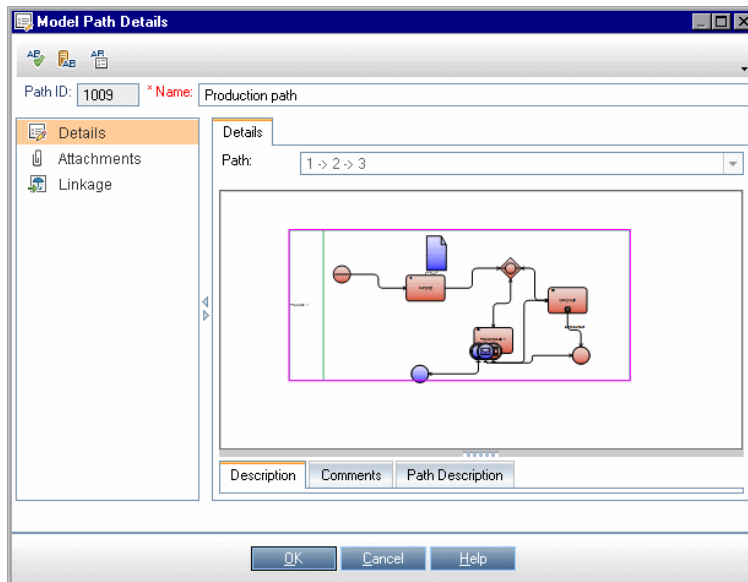 Model Path Details
Path ID: 1009 * Name: Production path
Details
Attachments
Linkage
Details
Path: 1 -> 2 -> 3
Description Comments Path Description
OK Cancel Help